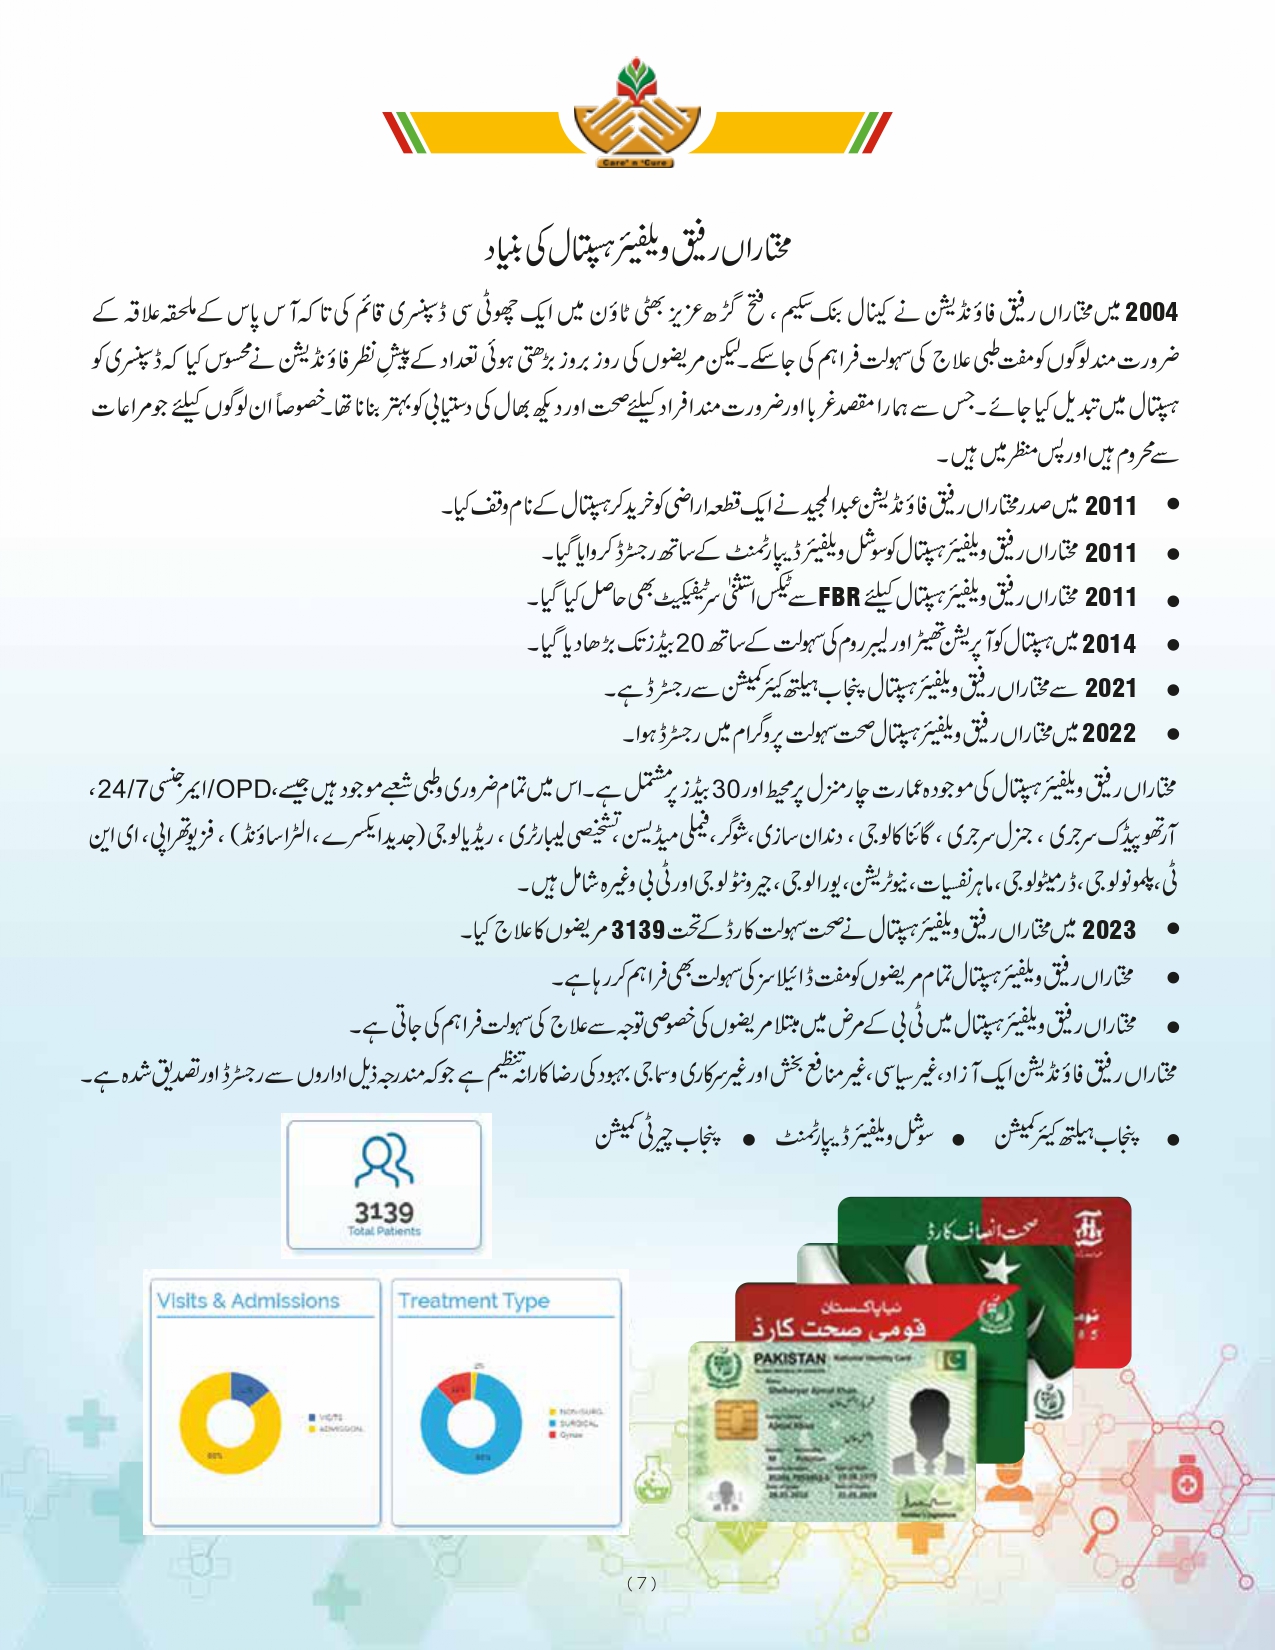 Care' n 'Cure
مختاراں رفیق ویلفیئر ہسپتال کی بنیاد
2004 میں مختاراں رفیق فاؤنڈیشن نے کینال بنک سکیم ، فتح گڑھ عزیز بھٹی ٹاؤن میں ایک چھوٹی سی ڈسپنسری قائم کی تاکہ آس پاس کے ملحقہ علاقہ کے
ضرورت مند لوگوں کو مفت طبی علاج کی سہولت فراہم کی جاسکے۔ لیکن مریضوں کی روز بروز بڑھتی ہوئی تعداد کے پیشِ نظر فاؤنڈیشن نے محسوس کیا کہ ڈسپنسری کو
ہسپتال میں تبدیل کیا جائے۔ جس سے ہمارا مقصد غربا اور ضرورت مند افراد کیلئے صحت اور دیکھ بھال کی دستیابی کو بہتر بنانا تھا۔ خصوصاً ان لوگوں کیلئے جو مراعات
سے محروم ہیں اور پس منظر میں ہیں۔
● 2011 میں صدر مختاراں رفیق فاؤنڈیشن عبدالمجید نے ایک قطعہ اراضی کو خرید کر ہسپتال کے نام وقف کیا۔
● 2011 مختاراں رفیق ویلفیئر ہسپتال کو سوشل ویلفیئر ڈیپارٹمنٹ کے ساتھ رجسٹرڈ کروایا گیا۔
● 2011 مختاراں رفیق ویلفیئر ہسپتال کیلئے FBR سے ٹیکس استثنیٰ سرٹیفیکیٹ بھی حاصل کیا گیا۔
● 2014 میں ہسپتال کو آپریشن تھیٹر اور لیبر روم کی سہولت کے ساتھ 20 بیڈز تک بڑھا دیا گیا۔
● 2021 سے مختاراں رفیق ویلفیئر ہسپتال پنجاب ہیلتھ کیئر کمیشن سے رجسٹرڈ ہے۔
● 2022 میں مختاراں رفیق ویلفیئر ہسپتال صحت سہولت پروگرام میں رجسٹرڈ ہوا۔
مختاراں رفیق ویلفیئر ہسپتال کی موجودہ عمارت چار منزل پر محیط اور 30 بیڈز پر مشتمل ہے۔ اس میں تمام ضروری و طبی شعبے موجود ہیں جیسے، OPD/ایمرجنسی 24/7،
آرتھوپیڈک سرجری ، جنرل سرجری ، گائنا کالوجی ، دندان سازی، شوگر، فیملی میڈیسن، تشخیصی لیبارٹری ، ریڈیالوجی (جدید ایکسرے، الٹراساؤنڈ) ، فزیوتھراپی، ای این
ٹی، پلمونولوجی، ڈرمیٹولوجی، ماہر نفسیات، نیوٹریشن، یورالوجی، جیرونٹولوجی اور ٹی بی وغیرہ شامل ہیں۔
● 2023 میں مختاراں رفیق ویلفیئر ہسپتال نے صحت سہولت کارڈ کے تحت 3139 مریضوں کا علاج کیا۔
● مختاراں رفیق ویلفیئر ہسپتال تمام مریضوں کو مفت ڈائیلاسز کی سہولت بھی فراہم کر رہا ہے۔
● مختاراں رفیق ویلفیئر ہسپتال میں ٹی بی کے مرض میں مبتلا مریضوں کی خصوصی توجہ سے علاج کی سہولت فراہم کی جاتی ہے۔
مختاراں رفیق فاؤنڈیشن ایک آزاد، غیر سیاسی، غیر منافع بخش اور غیر سرکاری و سماجی بہبود کی رضاکارانہ تنظیم ہے جو کہ مندرجہ ذیل اداروں سے رجسٹرڈ اور تصدیق شدہ ہے۔
● پنجاب ہیلتھ کیئر کمیشن ● سوشل ویلفیئر ڈیپارٹمنٹ ● پنجاب چیرٹی کمیشن
3139
Total Patients
Visits & Admissions
VISITS
ADMISSION
Treatment Type
NON-SURG.
SURGICAL
Gynae
صحت انصاف کارڈ
نیا پاکستان
قومی صحت کارڈ
PAKISTAN National Identity Card
Shebaryar Ajmal Khan
Ajmal Khan
(7)